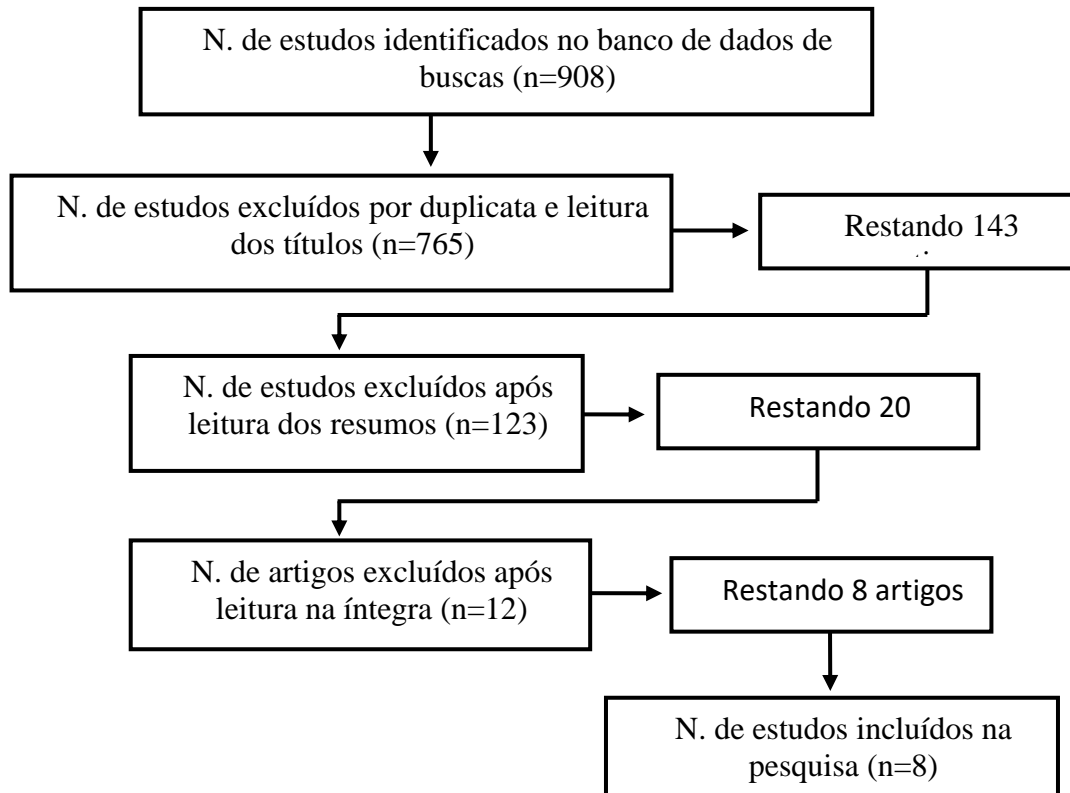 N. de estudos identificados no banco de dados de
buscas (n=908)
N. de estudos excluídos por duplicata e leitura
dos títulos (n=765)
Restando 143
N. de estudos excluídos após
leitura dos resumos (n=123)
Restando 20
N. de artigos excluídos após
leitura na íntegra (n=12)
Restando 8 artigos
N. de estudos incluídos na
pesquisa (n=8)